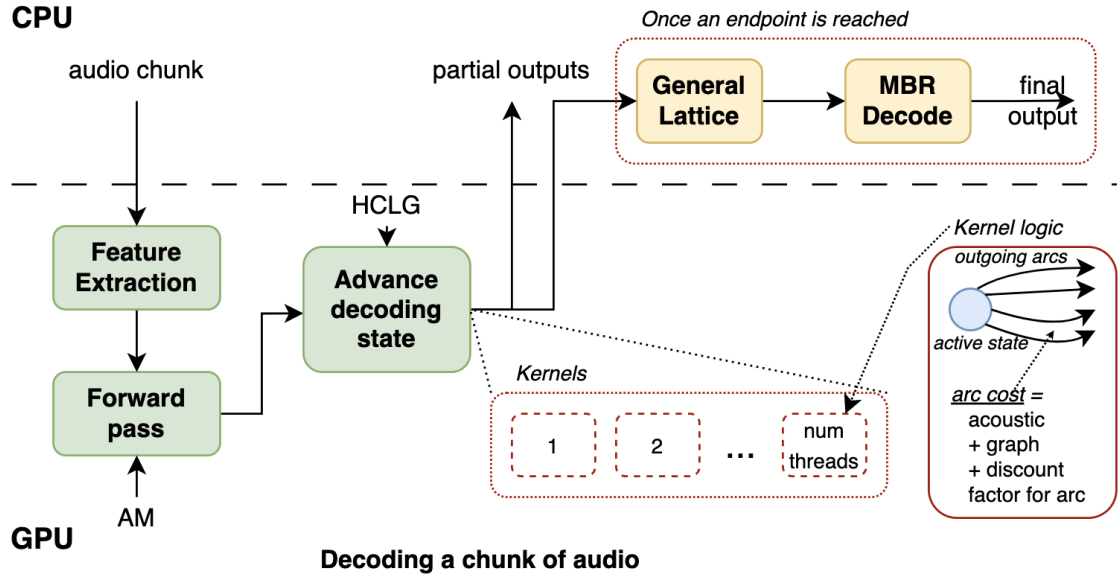 CPU
Once an endpoint is reached
audio chunk
partial outputs
General
Lattice
MBR
Decode
final
output
HCLG
Feature
Extraction
Advance
decoding
state
Kernel logic
outgoing arcs
active state
Forward
pass
Kernels
1
2
...
num
threads
arc cost =
acoustic
+ graph
+ discount
factor for arc
AM
GPU
Decoding a chunk of audio